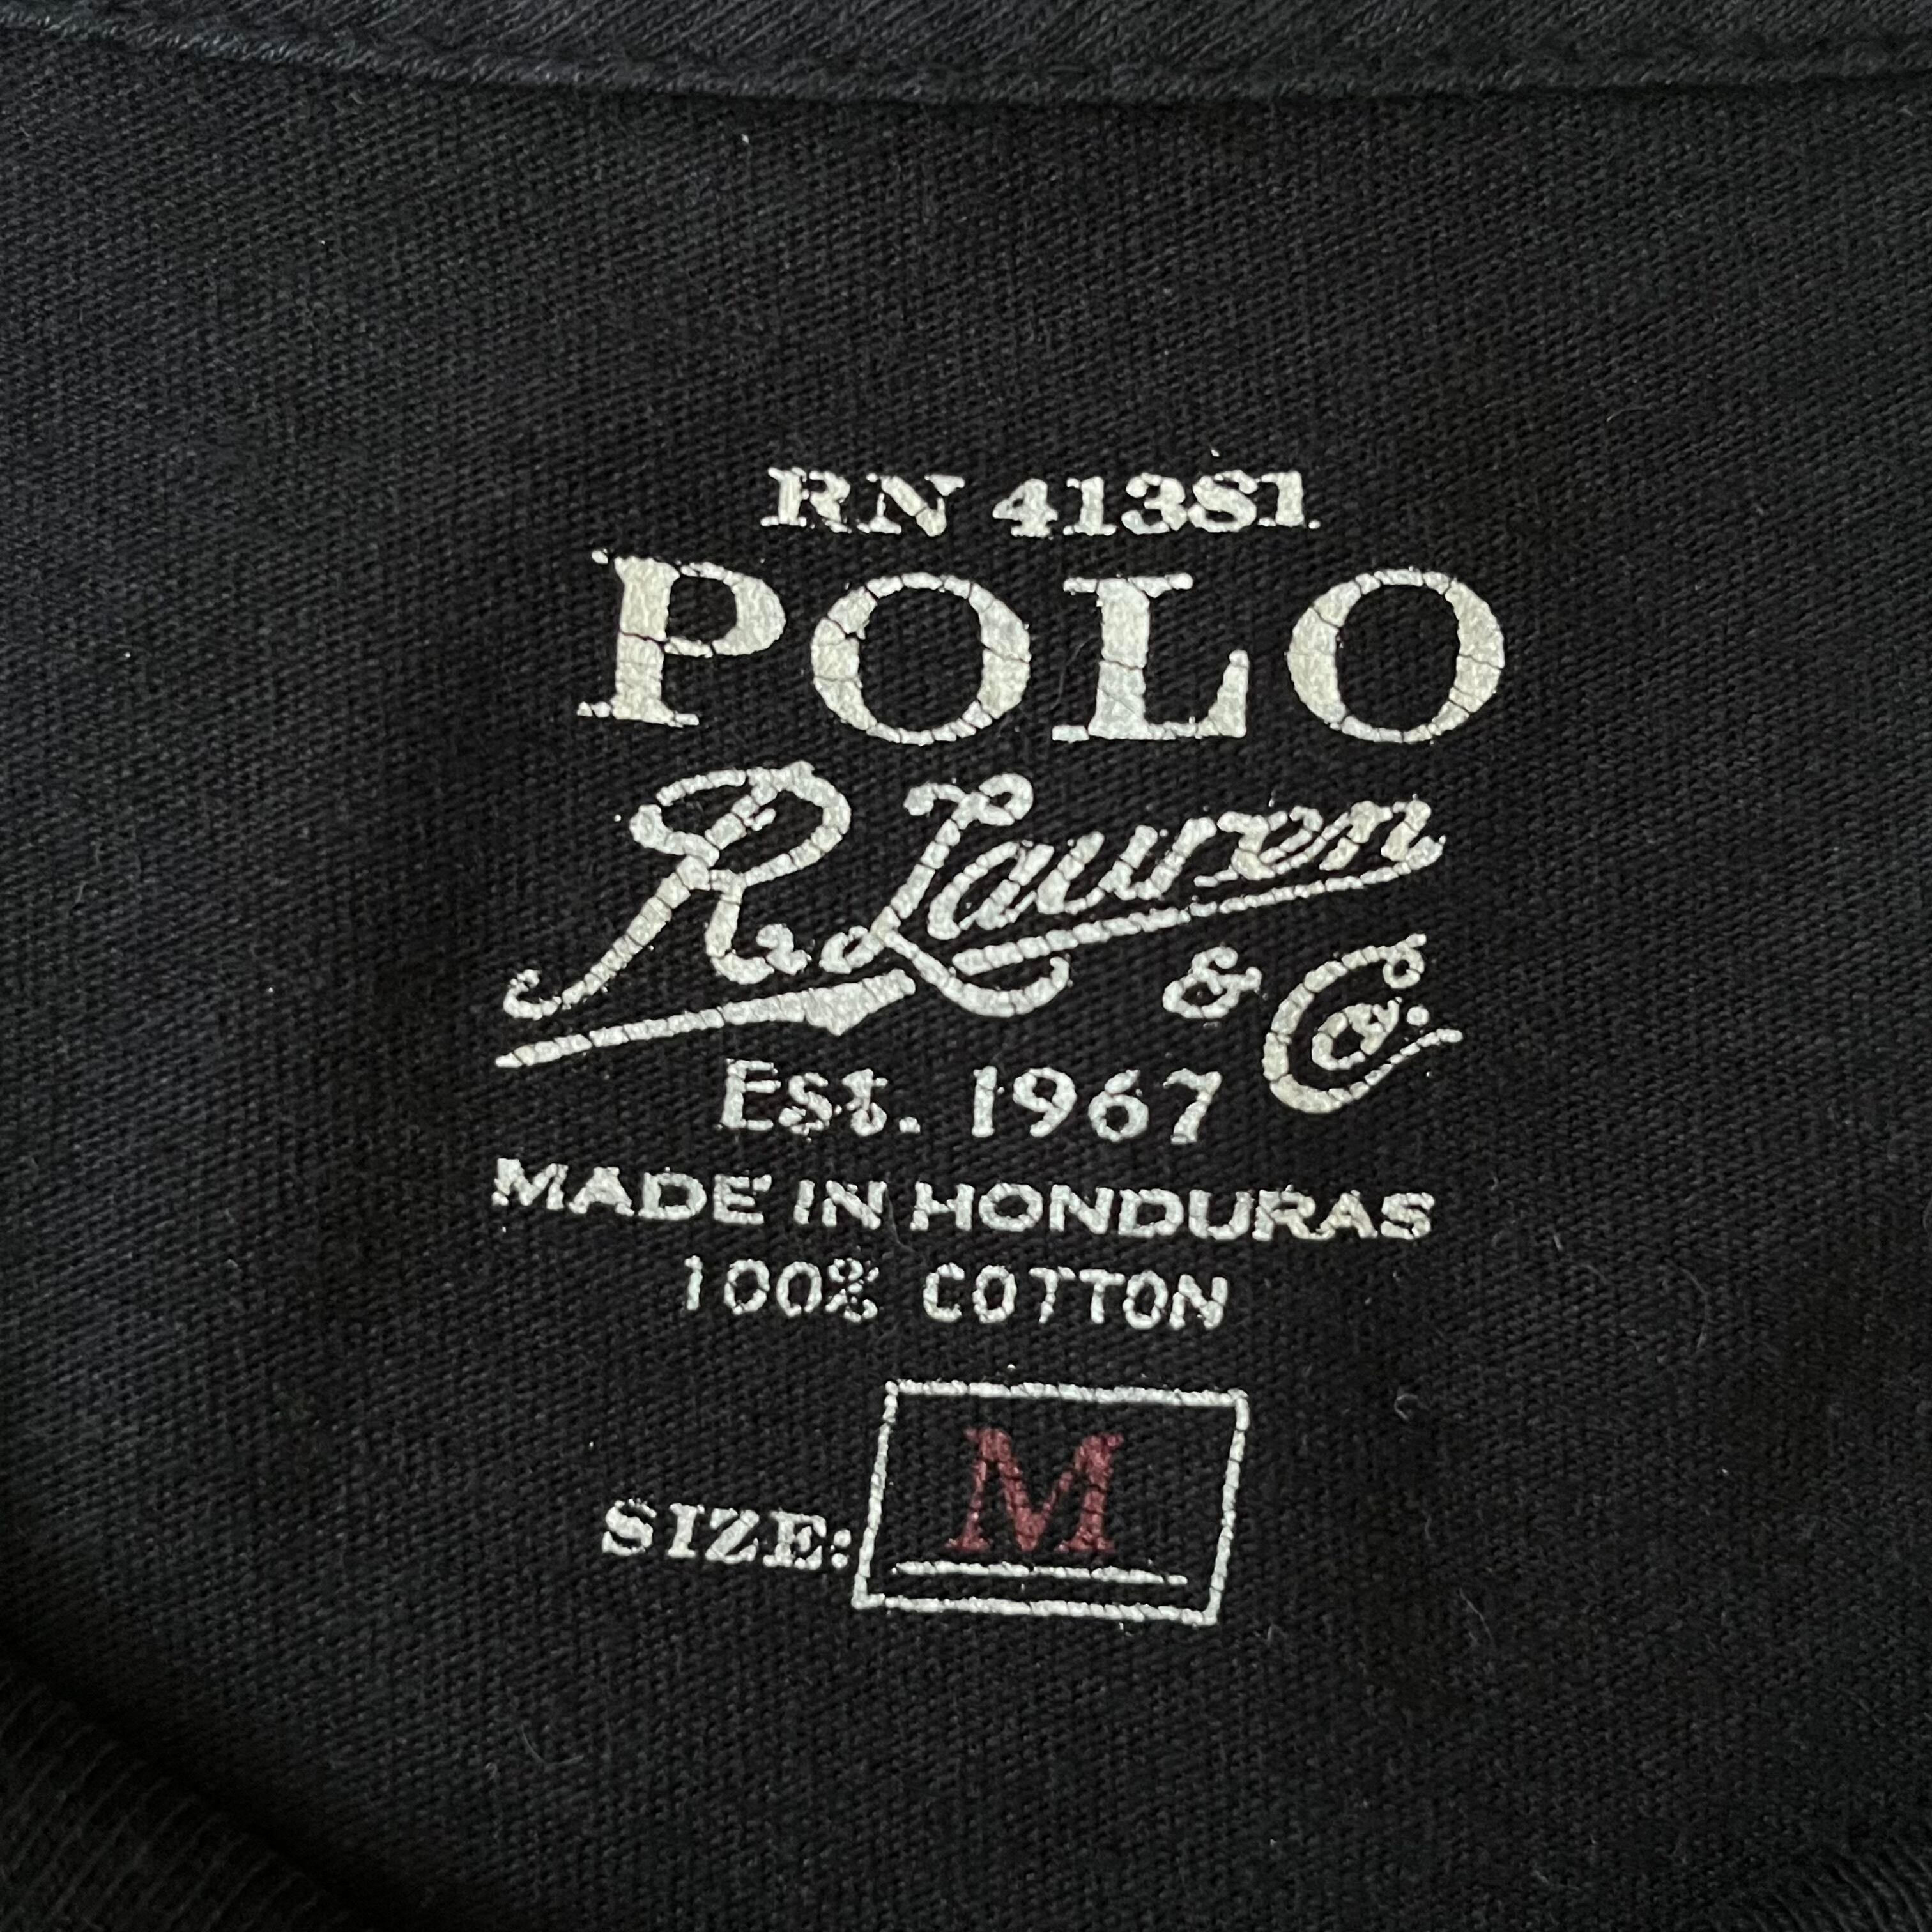 RN 41381
POLO
R. Lauren
& Co.
Est. 1967
MADE IN HONDURAS
100% COTTON
SIZE: M